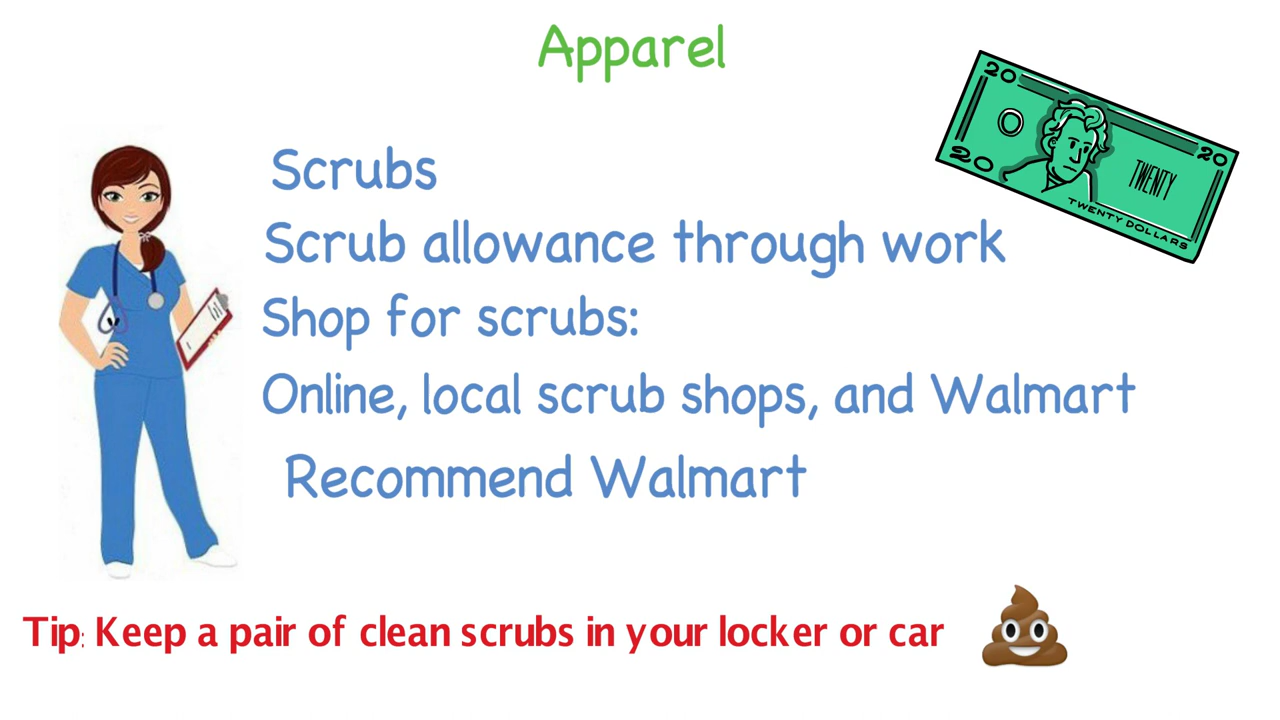 Apparel
20
20
20
TWENTY
TWENTY DOLLARS
Scrubs
Scrub allowance through work
Shop for scrubs:
Online, local scrub shops, and Walmart
Recommend Walmart
Tip: Keep a pair of clean scrubs in your locker or car